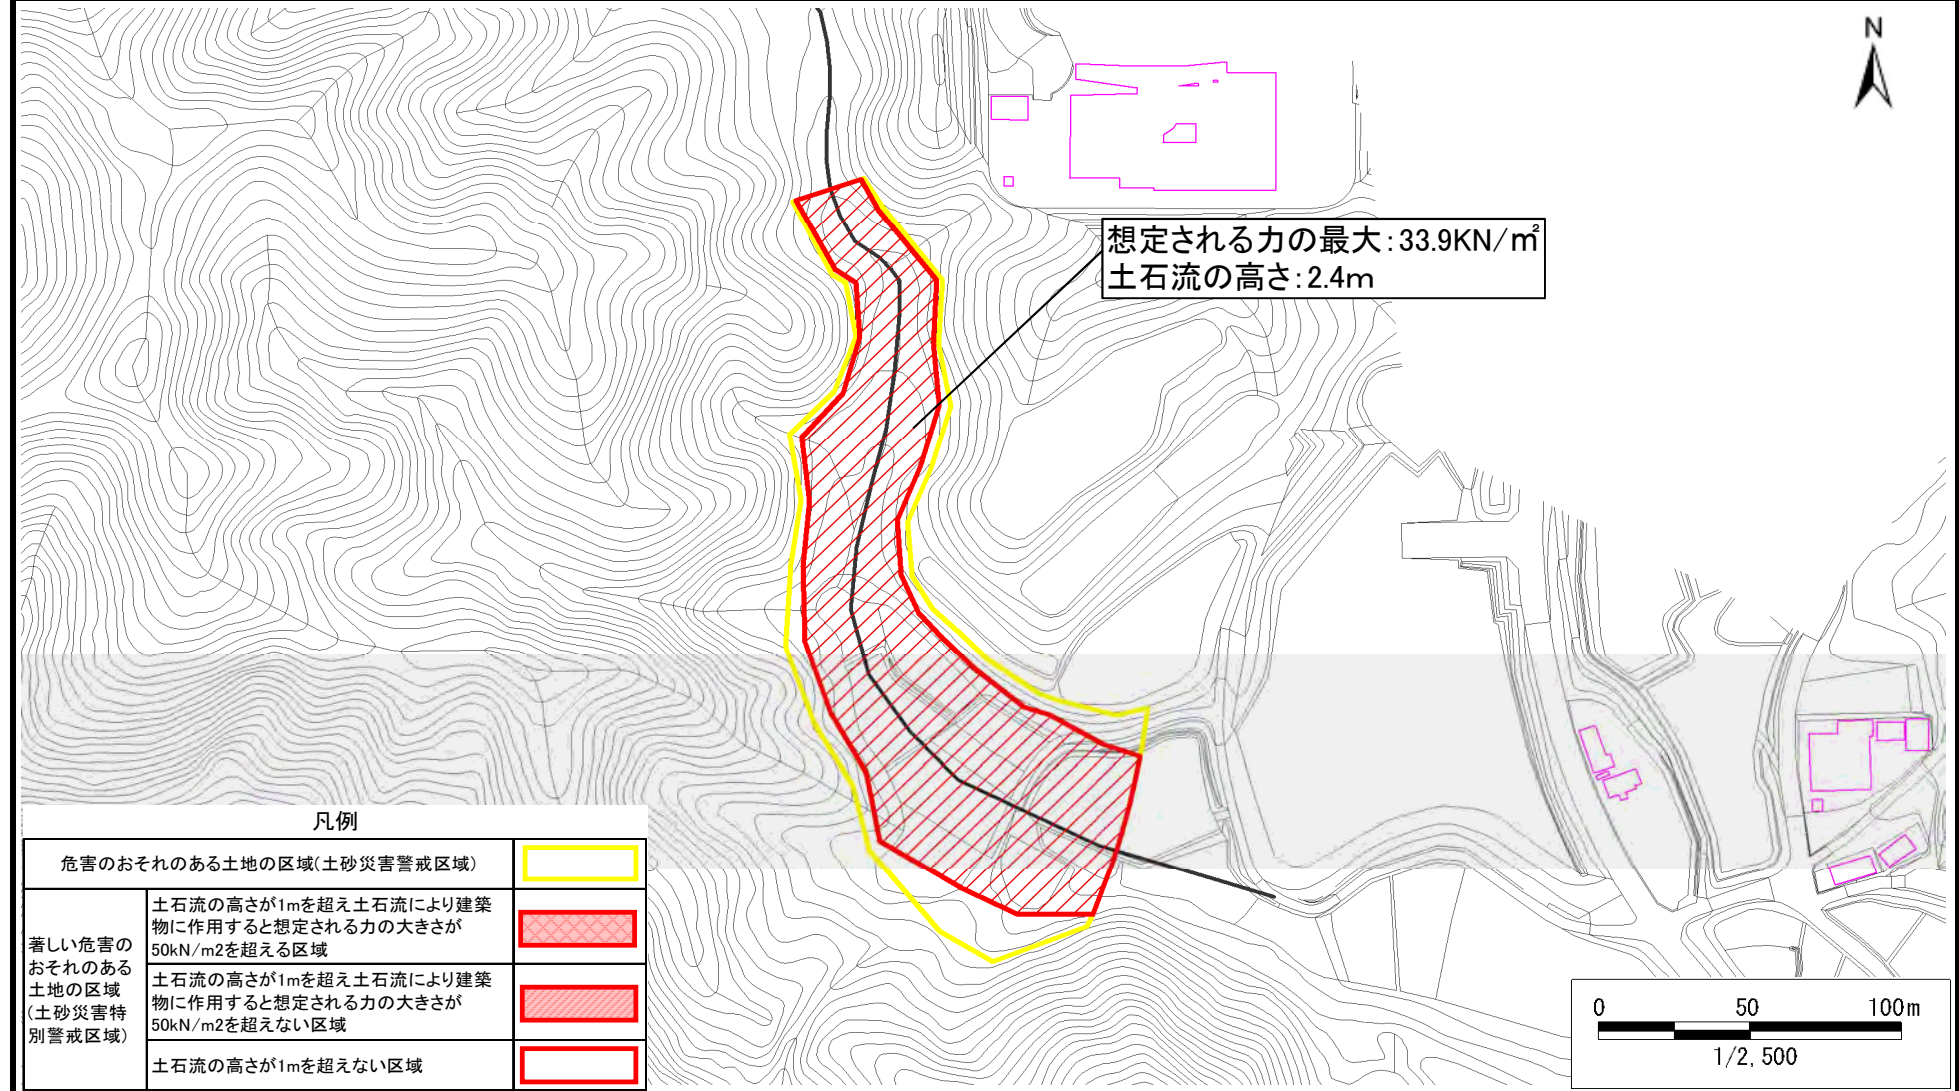 N
想定される力の最大:33.9KN/㎡
土石流の高さ:2.4m
凡例
危害のおそれのある土地の区域(土砂災害警戒区域)
著しい危害の
おそれのある
土地の区域
(土砂災害特
別警戒区域)
土石流の高さが1mを超え土石流により建築
物に作用すると想定される力の大きさが
50kN/m2を超える区域
土石流の高さが1mを超え土石流により建築
物に作用すると想定される力の大きさが
50kN/m2を超えない区域
土石流の高さが1mを超えない区域
0 50 100m
1/2,500